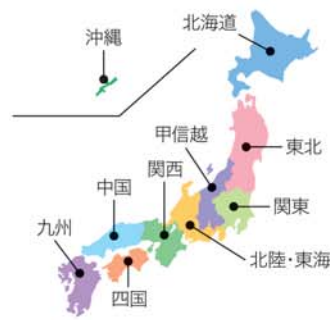 北海道
沖縄
甲信越
東北
関西
中国
関東
九州
北陸・東海
四国